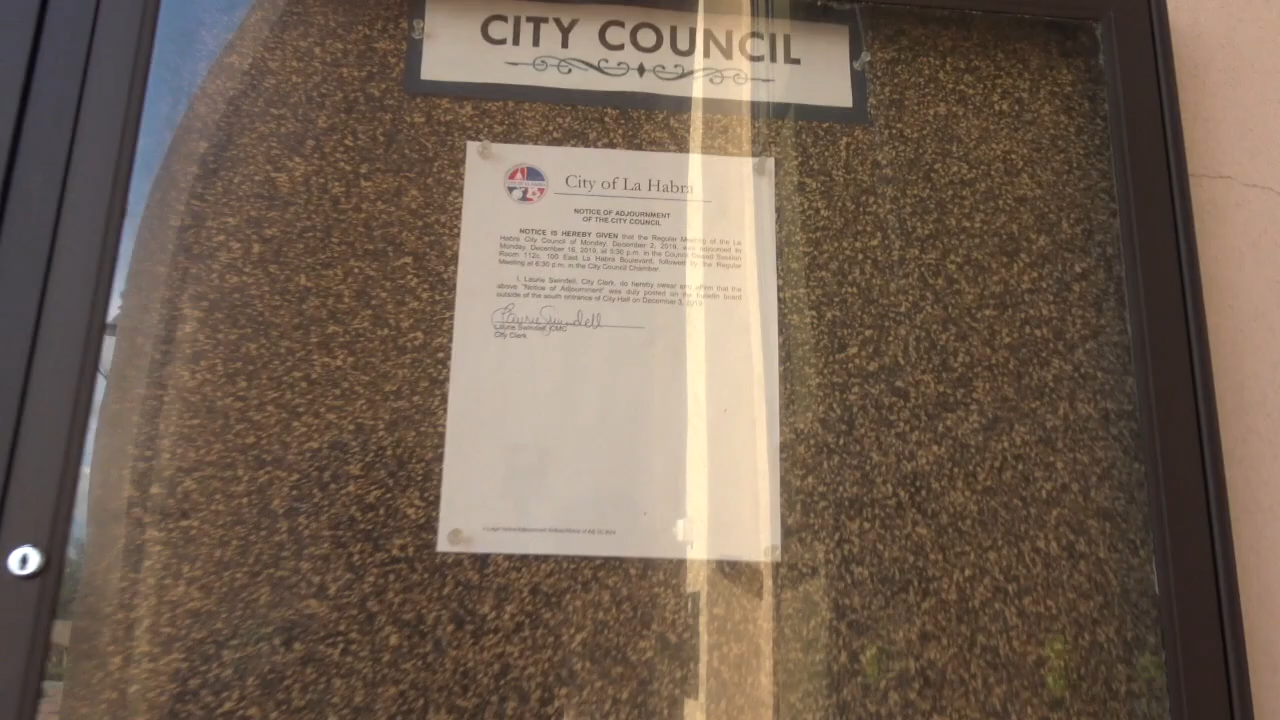 CITY COUNCIL
City of La Habra
NOTICE OF ADJOURNMENT
OF THE CITY COUNCIL
NOTICE IS HEREBY GIVEN that the Regular Meeting of the La
Habra City Council of Monday, December 2, 2019, was adjourned to
Monday, December 16, 2019, at 5:30 p.m. in the Council Closed Session
Room 112c, 100 East La Habra Boulevard, followed by the Regular
Meeting at 6:30 p.m. in the City Council Chamber.
I, Laurie Swindell, City Clerk, do hereby swear and affirm that the
above "Notice of Adjournment" was duly posted on the bulletin board
outside of the south entrance of City Hall on December 3, 2019.
Laurie Swindell
Laurie Swindell, CMC
City Clerk